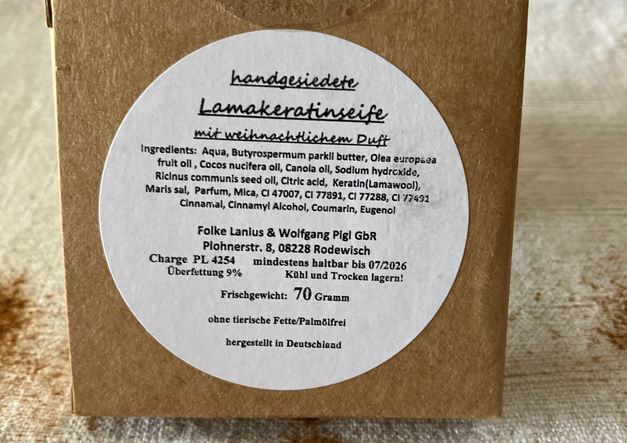 handgesiedete
Lamakeratinseife
mit weihnachtlichem Duft
Ingredients: Aqua, Butyrospermum parkii butter, Olea europaea
fruit oil , Cocos nucifera oil, Canola oil, Sodium hydroxide,
Ricinus communis seed oil, Citric acid, Keratin(Lamawool),
Maris sal, Parfum, Mica, CI 47007, CI 77891, CI 77288, CI 77491
Cinnamal, Cinnamyl Alcohol, Coumarin, Eugenol
Folke Lanius & Wolfgang Pigl GbR
Plohnerstr. 8, 08228 Rodewisch
Charge PL 4254 mindestens haltbar bis 07/2026
Überfettung 9% Kühl und Trocken lagern!
Frischgewicht: 70 Gramm
ohne tierische Fette/Palmölfrei
hergestellt in Deutschland